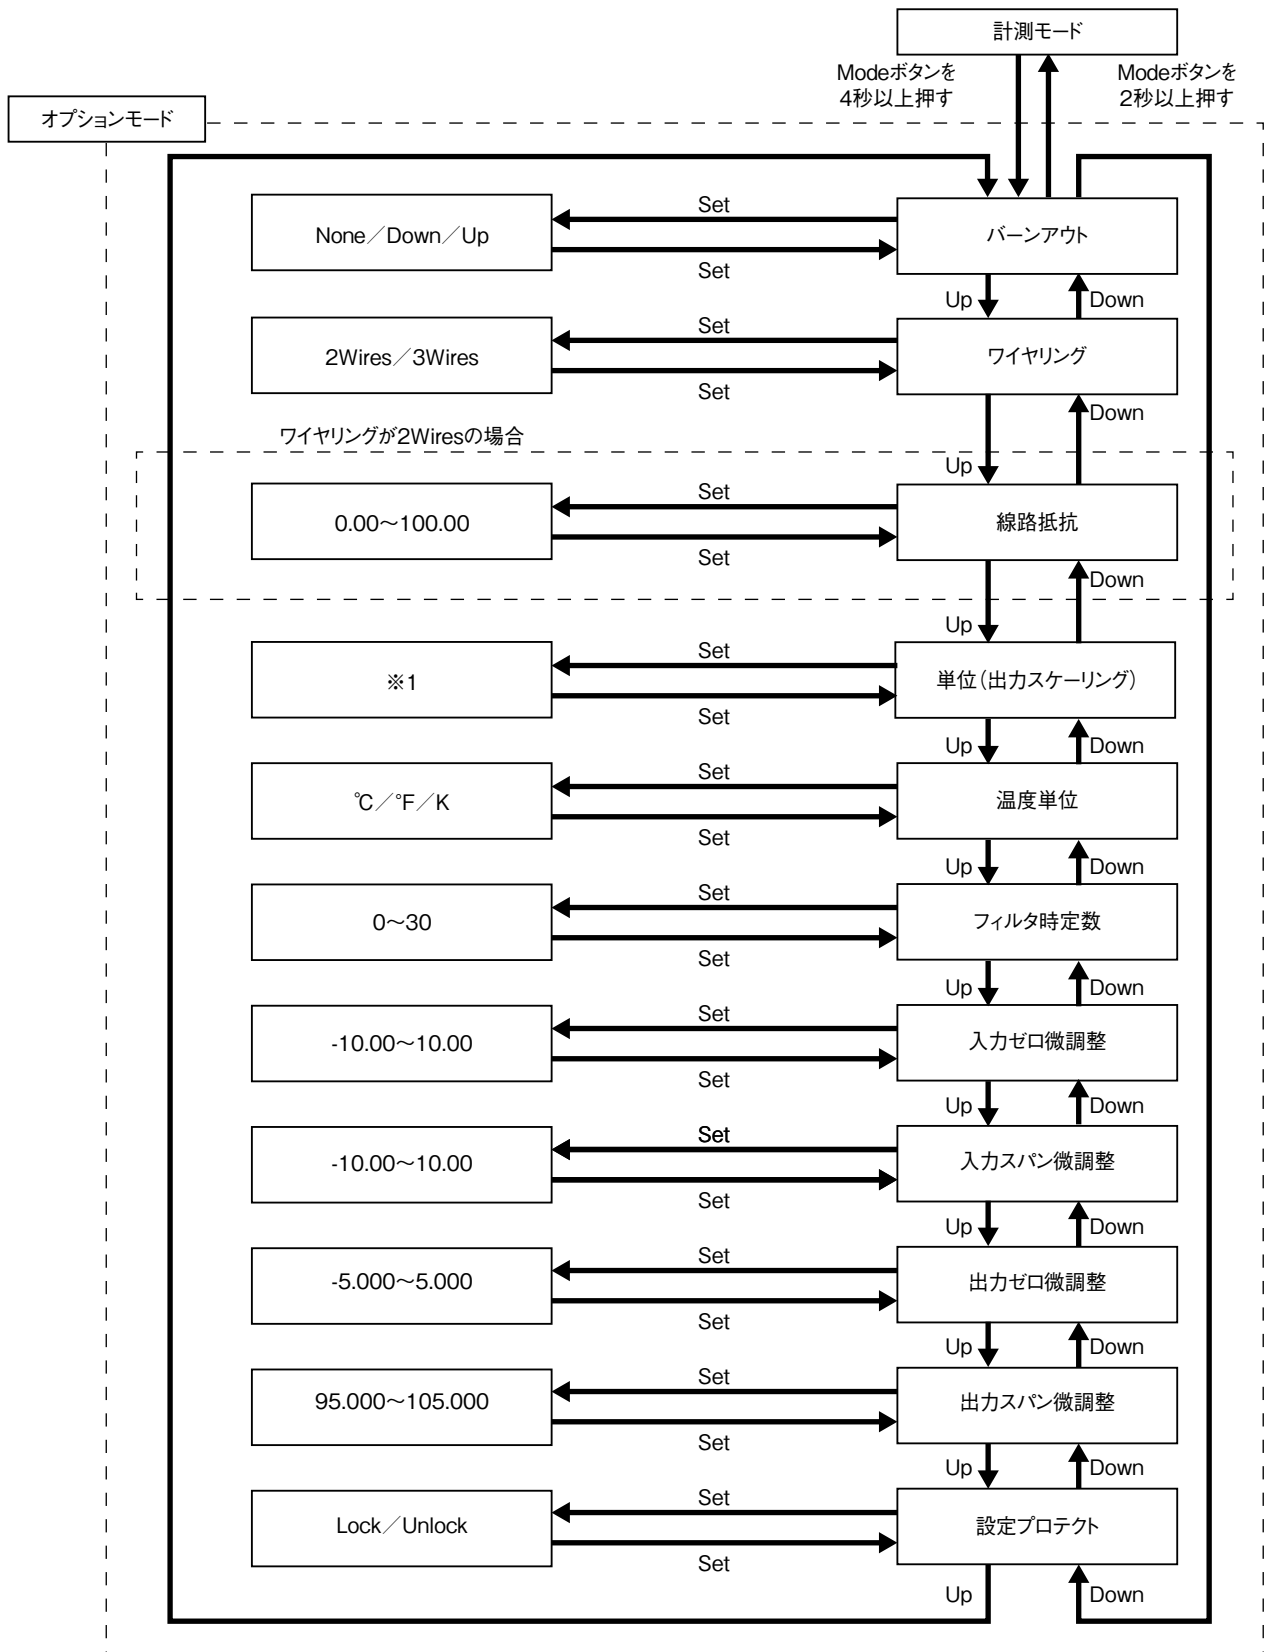 計測モード
Modeボタンを
4秒以上押す
Modeボタンを
2秒以上押す
オプションモード
Set
None／Down／Up
バーンアウト
Set
Up
Down
Set
2Wires／3Wires
ワイヤリング
Set
Down
ワイヤリングが2Wiresの場合
Up
Set
0.00～100.00
線路抵抗
Set
Down
Up
Set
※1
単位（出力スケーリング）
Set
Up
Down
Set
℃／°F／K
温度単位
Set
Up
Down
Set
0～30
フィルタ時定数
Set
Up
Down
Set
-10.00～10.00
入力ゼロ微調整
Set
Up
Down
Set
-10.00～10.00
入力スパン微調整
Set
Up
Down
Set
-5.000～5.000
出力ゼロ微調整
Set
Up
Down
Set
95.000～105.000
出力スパン微調整
Set
Up
Down
Set
Lock／Unlock
設定プロテクト
Set
Up
Down